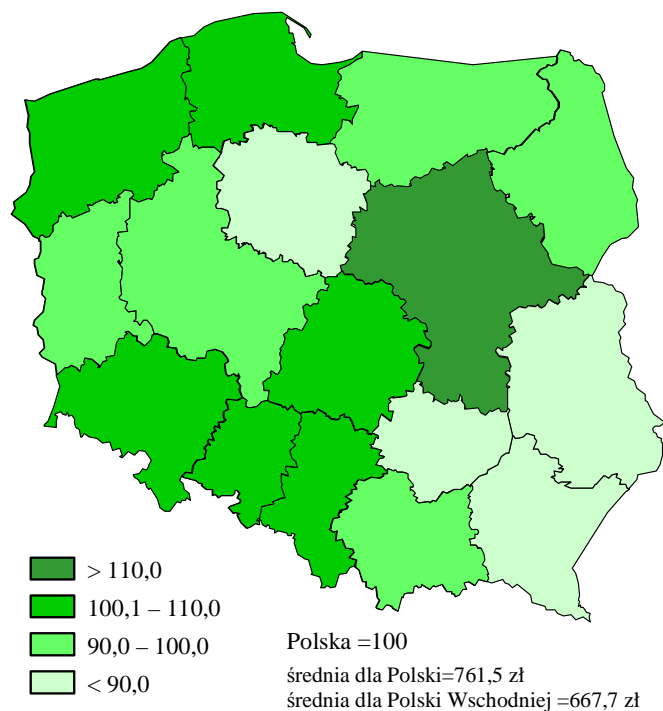 > 110,0
100,1 – 110,0
90,0 – 100,0
< 90,0
Polska =100
średnia dla Polski=761,5 zł
średnia dla Polski Wschodniej =667,7 zł